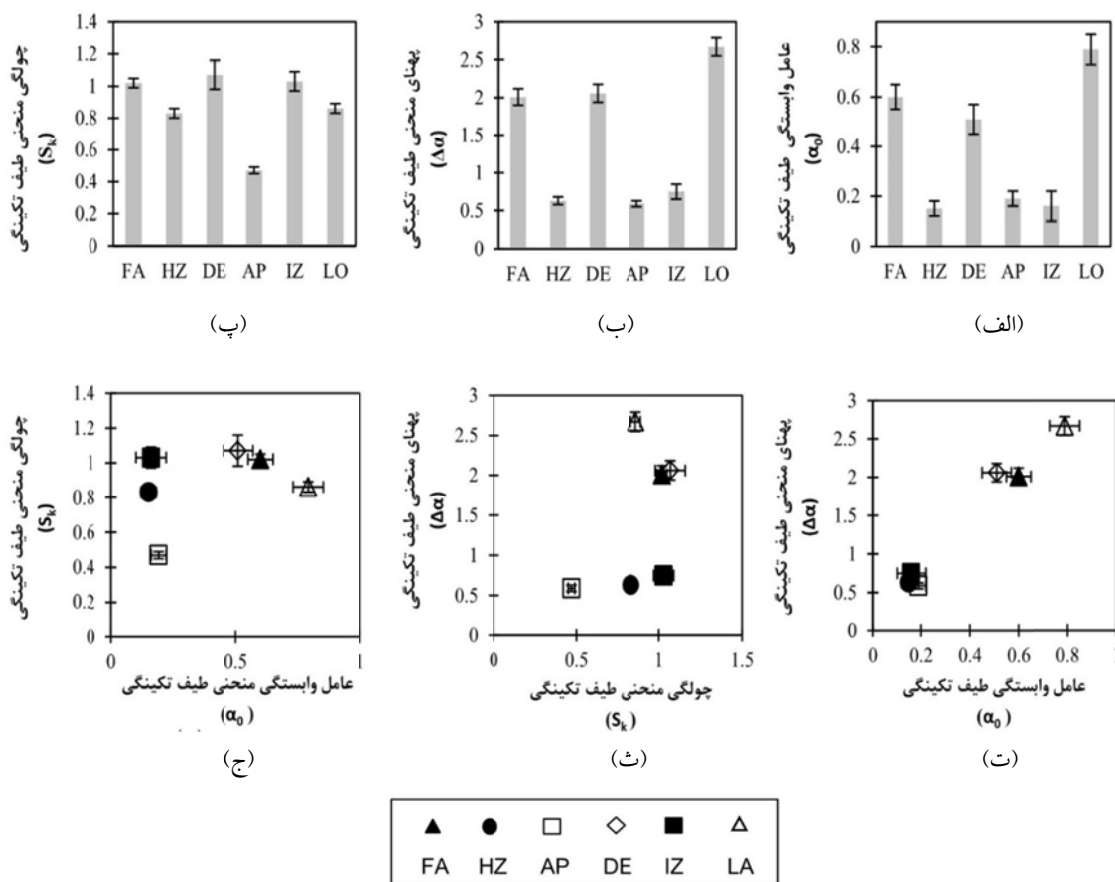 چولگی منحنی طیف تکینگی
(Sₖ)
1.4
1.2
1
0.8
0.6
0.4
0.2
0
FA HZ DE AP IZ LO
(پ)
پهنای منحنی طیف تکینگی
(Δα)
3
2.5
2
1.5
1
0.5
0
FA HZ DE AP IZ LO
(ب)
عامل وابستگی طیف تکینگی
(α₀)
0.8
0.6
0.4
0.2
0
FA HZ DE AP IZ LO
(الف)
چولگی منحنی طیف تکینگی
(Sₖ)
1.4
1.2
1
0.8
0.6
0.4
0.2
0
0 0.5 1
عامل وابستگی منحنی طیف تکینگی
(α₀)
(ج)
پهنای منحنی طیف تکینگی
(Δα)
3
2.5
2
1.5
1
0.5
0
0 0.5 1 1.5
چولگی منحنی طیف تکینگی
(Sₖ)
(ث)
پهنای منحنی طیف تکینگی
(Δα)
3
2.5
2
1.5
1
0.5
0
0 0.2 0.4 0.6 0.8 1
عامل وابستگی طیف تکینگی
(α₀)
(ت)
FA HZ AP DE IZ LA